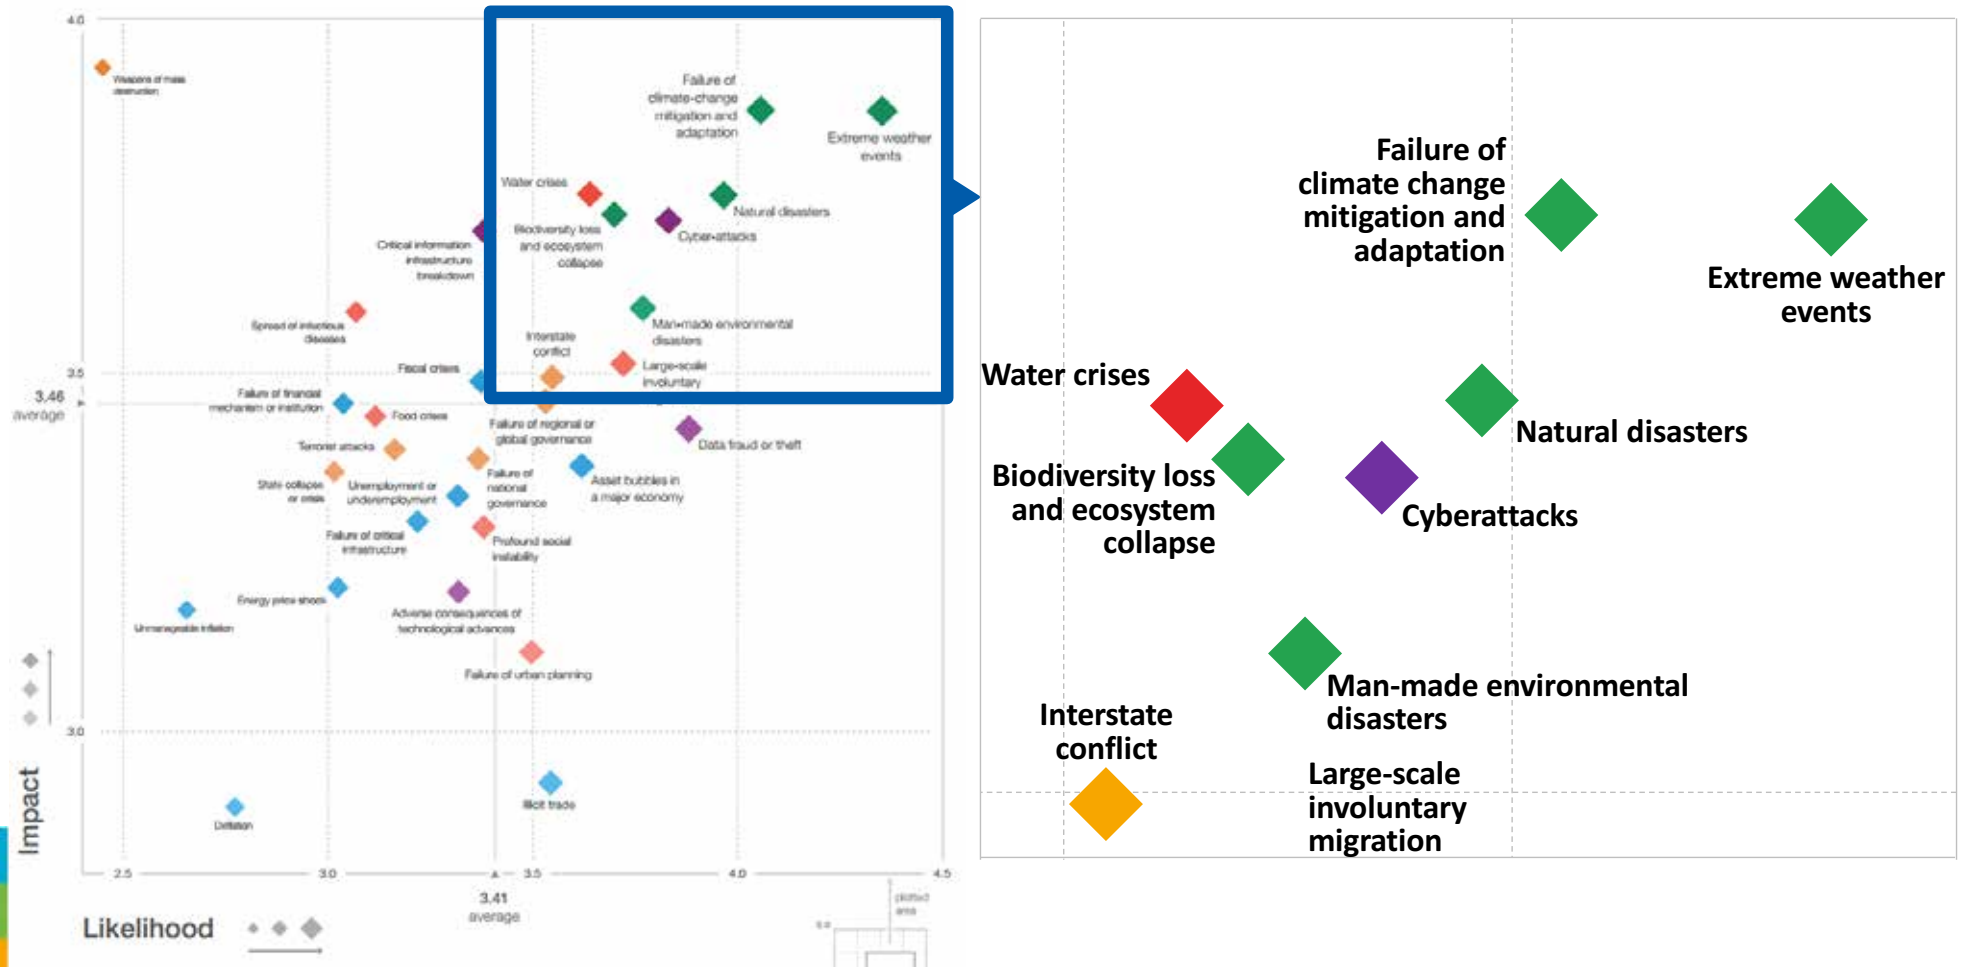 4.0
Weapons of mass
destruction
Failure of
climate-change
mitigation and
adaptation
Extreme weather
events
Water crises
Natural disasters
Biodiversity loss
and ecosystem
collapse
Cyber-attacks
Critical information
infrastructure
breakdown
Spread of infectious
diseases
Man-made environmental
disasters
Interstate
conflict
Large-scale
involuntary
Fiscal crises
3.5
3.46
average
Failure of financial
mechanism or institution
Food crises
Failure of regional or
global governance
Data fraud or theft
Terrorist attacks
State collapse
or crisis
Unemployment or
underemployment
Failure of
national
governance
Asset bubbles in
a major economy
Failure of critical
infrastructure
Profound social
instability
Energy price shock
Unmanageable inflation
Adverse consequences of
technological advances
Failure of urban planning
3.0
Illicit trade
Deflation
Impact
2.5
3.0
3.5
4.0
4.5
3.41
average
Likelihood
plotted
area
5.0
Failure of
climate change
mitigation and
adaptation
Extreme weather
events
Water crises
Natural disasters
Biodiversity loss
and ecosystem
collapse
Cyberattacks
Man-made environmental
disasters
Interstate
conflict
Large-scale
involuntary
migration